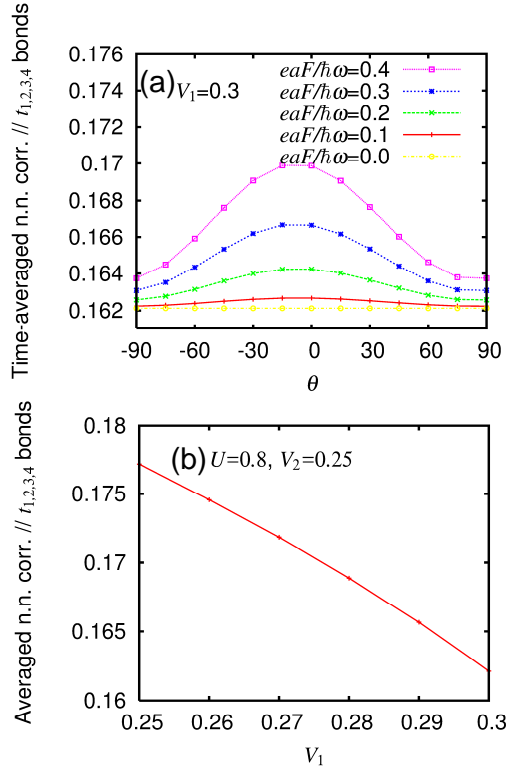 Time-averaged n.n. corr. // t1,2,3,4 bonds
0.176
0.174
0.172
0.17
0.168
0.166
0.164
0.162
(a) V1=0.3
eaF/ħω=0.4
eaF/ħω=0.3
eaF/ħω=0.2
eaF/ħω=0.1
eaF/ħω=0.0
-90 -60 -30 0 30 60 90
θ
Averaged n.n. corr. // t1,2,3,4 bonds
0.18
0.175
0.17
0.165
0.16
(b) U=0.8, V2=0.25
0.25 0.26 0.27 0.28 0.29 0.3
V1